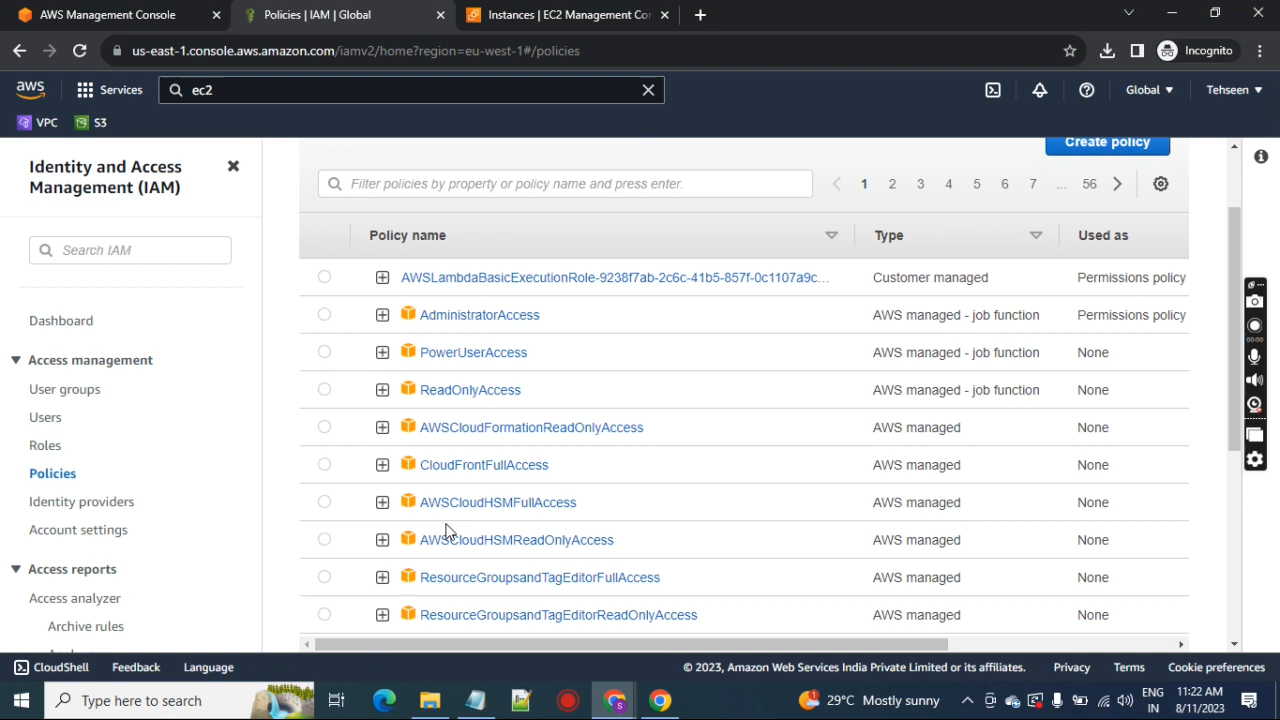 AWS Management Console
Policies | IAM | Global
Instances | EC2 Management Con
us-east-1.console.aws.amazon.com/iamv2/home?region=eu-west-1#/policies
Incognito
aws
Services
ec2
Global
Tehseen
VPC
S3
Identity and Access
Management (IAM)
Search IAM
Dashboard
Access management
User groups
Users
Roles
Policies
Identity providers
Account settings
Access reports
Access analyzer
Archive rules
Create policy
Filter policies by property or policy name and press enter.
1 2 3 4 5 6 7 ... 56
Policy name Type Used as
AWSLambdaBasicExecutionRole-9238f7ab-2c6c-41b5-857f-0c1107a9c... Customer managed Permissions policy
AdministratorAccess AWS managed - job function Permissions policy
PowerUserAccess AWS managed - job function None
ReadOnlyAccess AWS managed - job function None
AWSCloudFormationReadOnlyAccess AWS managed None
CloudFrontFullAccess AWS managed None
AWSCloudHSMFullAccess AWS managed None
AWSCloudHSMReadOnlyAccess AWS managed None
ResourceGroupsandTagEditorFullAccess AWS managed None
ResourceGroupsandTagEditorReadOnlyAccess AWS managed None
00:00
CloudShell Feedback Language
© 2023, Amazon Web Services India Private Limited or its affiliates. Privacy Terms Cookie preferences
Type here to search
29°C Mostly sunny
ENG
IN
11:22 AM
8/11/2023